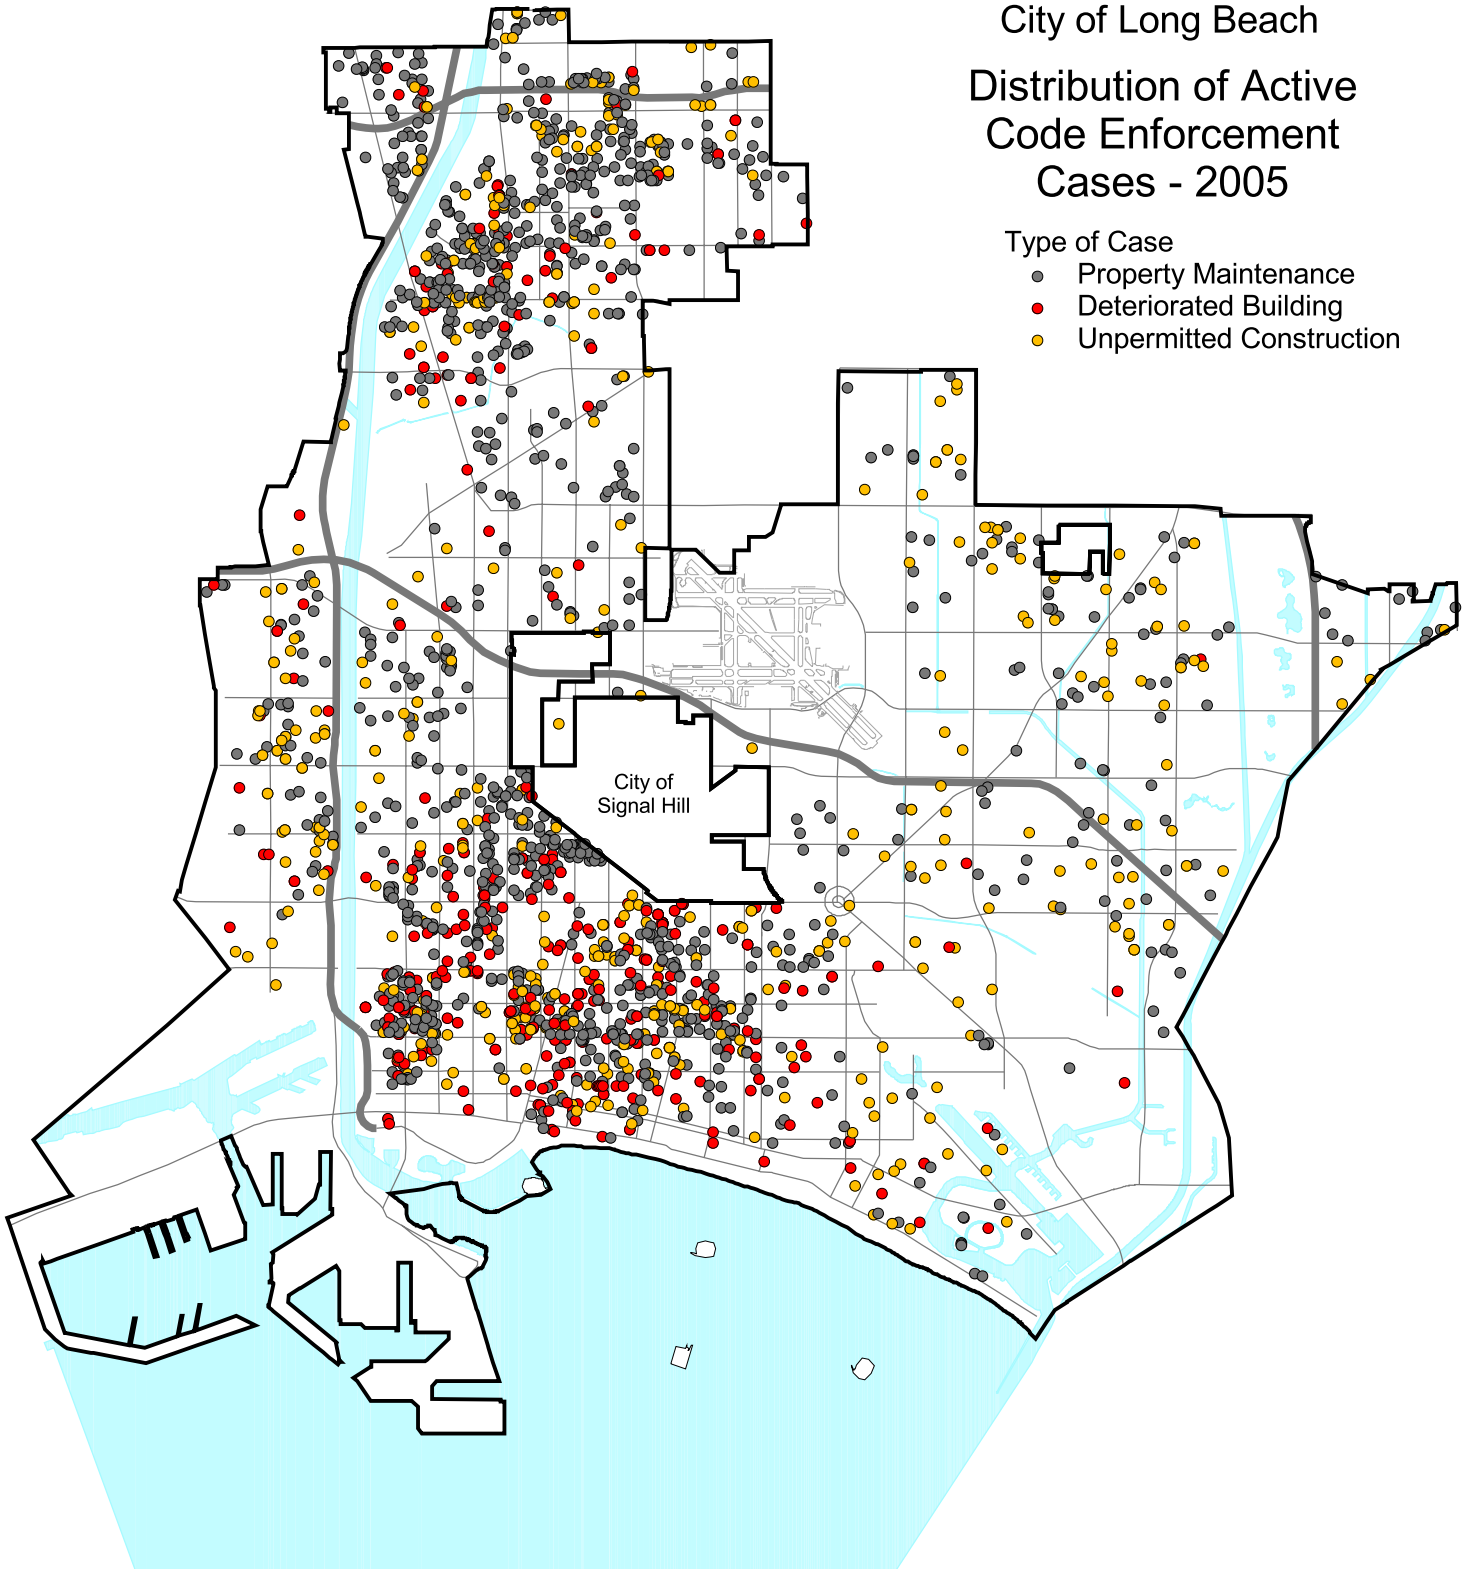 City of Long Beach
Distribution of Active
Code Enforcement
Cases - 2005
Type of Case
Property Maintenance
Deteriorated Building
Unpermitted Construction
City of
Signal Hill